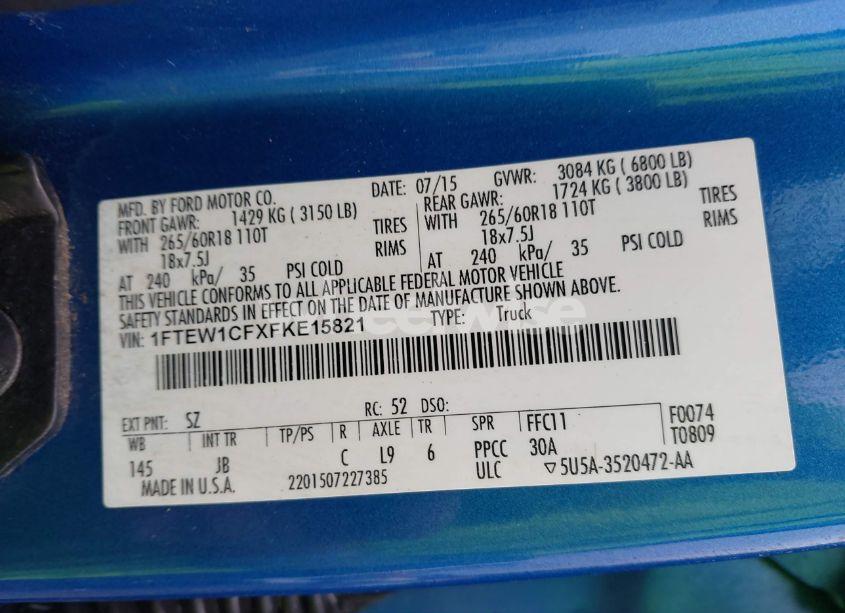 MFD. BY FORD MOTOR CO.
DATE: 07/15 GVWR: 3084 KG ( 6800 LB)
FRONT GAWR: 1429 KG ( 3150 LB) REAR GAWR: 1724 KG ( 3800 LB)
WITH 265/60R18 110T TIRES WITH 265/60R18 110T TIRES
18x7.5J RIMS 18x7.5J RIMS
AT 240 kPa/ 35 PSI COLD AT 240 kPa/ 35 PSI COLD
THIS VEHICLE CONFORMS TO ALL APPLICABLE FEDERAL MOTOR VEHICLE
SAFETY STANDARDS IN EFFECT ON THE DATE OF MANUFACTURE SHOWN ABOVE.
VIN: 1FTEW1CFXFKE15821 TYPE: Truck
EXT PNT: SZ RC: 52 DSO:
WB INT TR TP/PS R AXLE TR SPR FFC11 F0074
145 JB C L9 6 PPCC 30A T0809
MADE IN U.S.A. 2201507227385 ULC ▽5U5A-3520472-AA